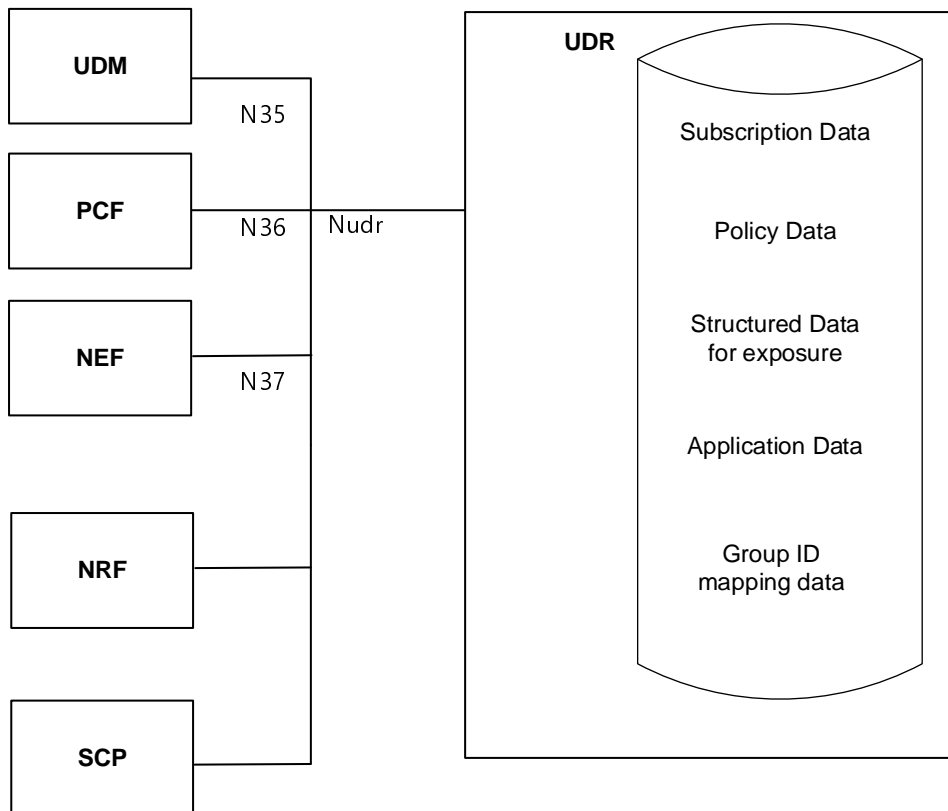 UDM
N35
PCF
N36
Nudr
NEF
N37
NRF
SCP
UDR
Subscription Data
Policy Data
Structured Data
for exposure
Application Data
Group ID
mapping data